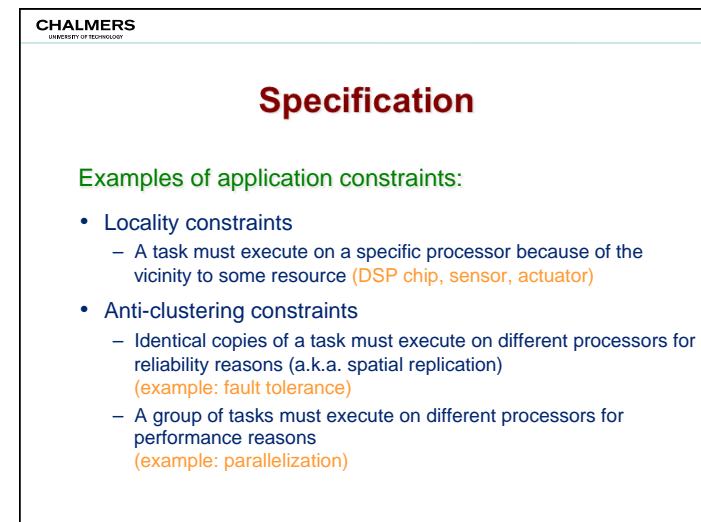 CHALMERS
UNIVERSITY OF TECHNOLOGY
Specification
Examples of application constraints:
• Locality constraints
– A task must execute on a specific processor because of the
vicinity to some resource (DSP chip, sensor, actuator)
• Anti-clustering constraints
– Identical copies of a task must execute on different processors for
reliability reasons (a.k.a. spatial replication)
(example: fault tolerance)
– A group of tasks must execute on different processors for
performance reasons
(example: parallelization)